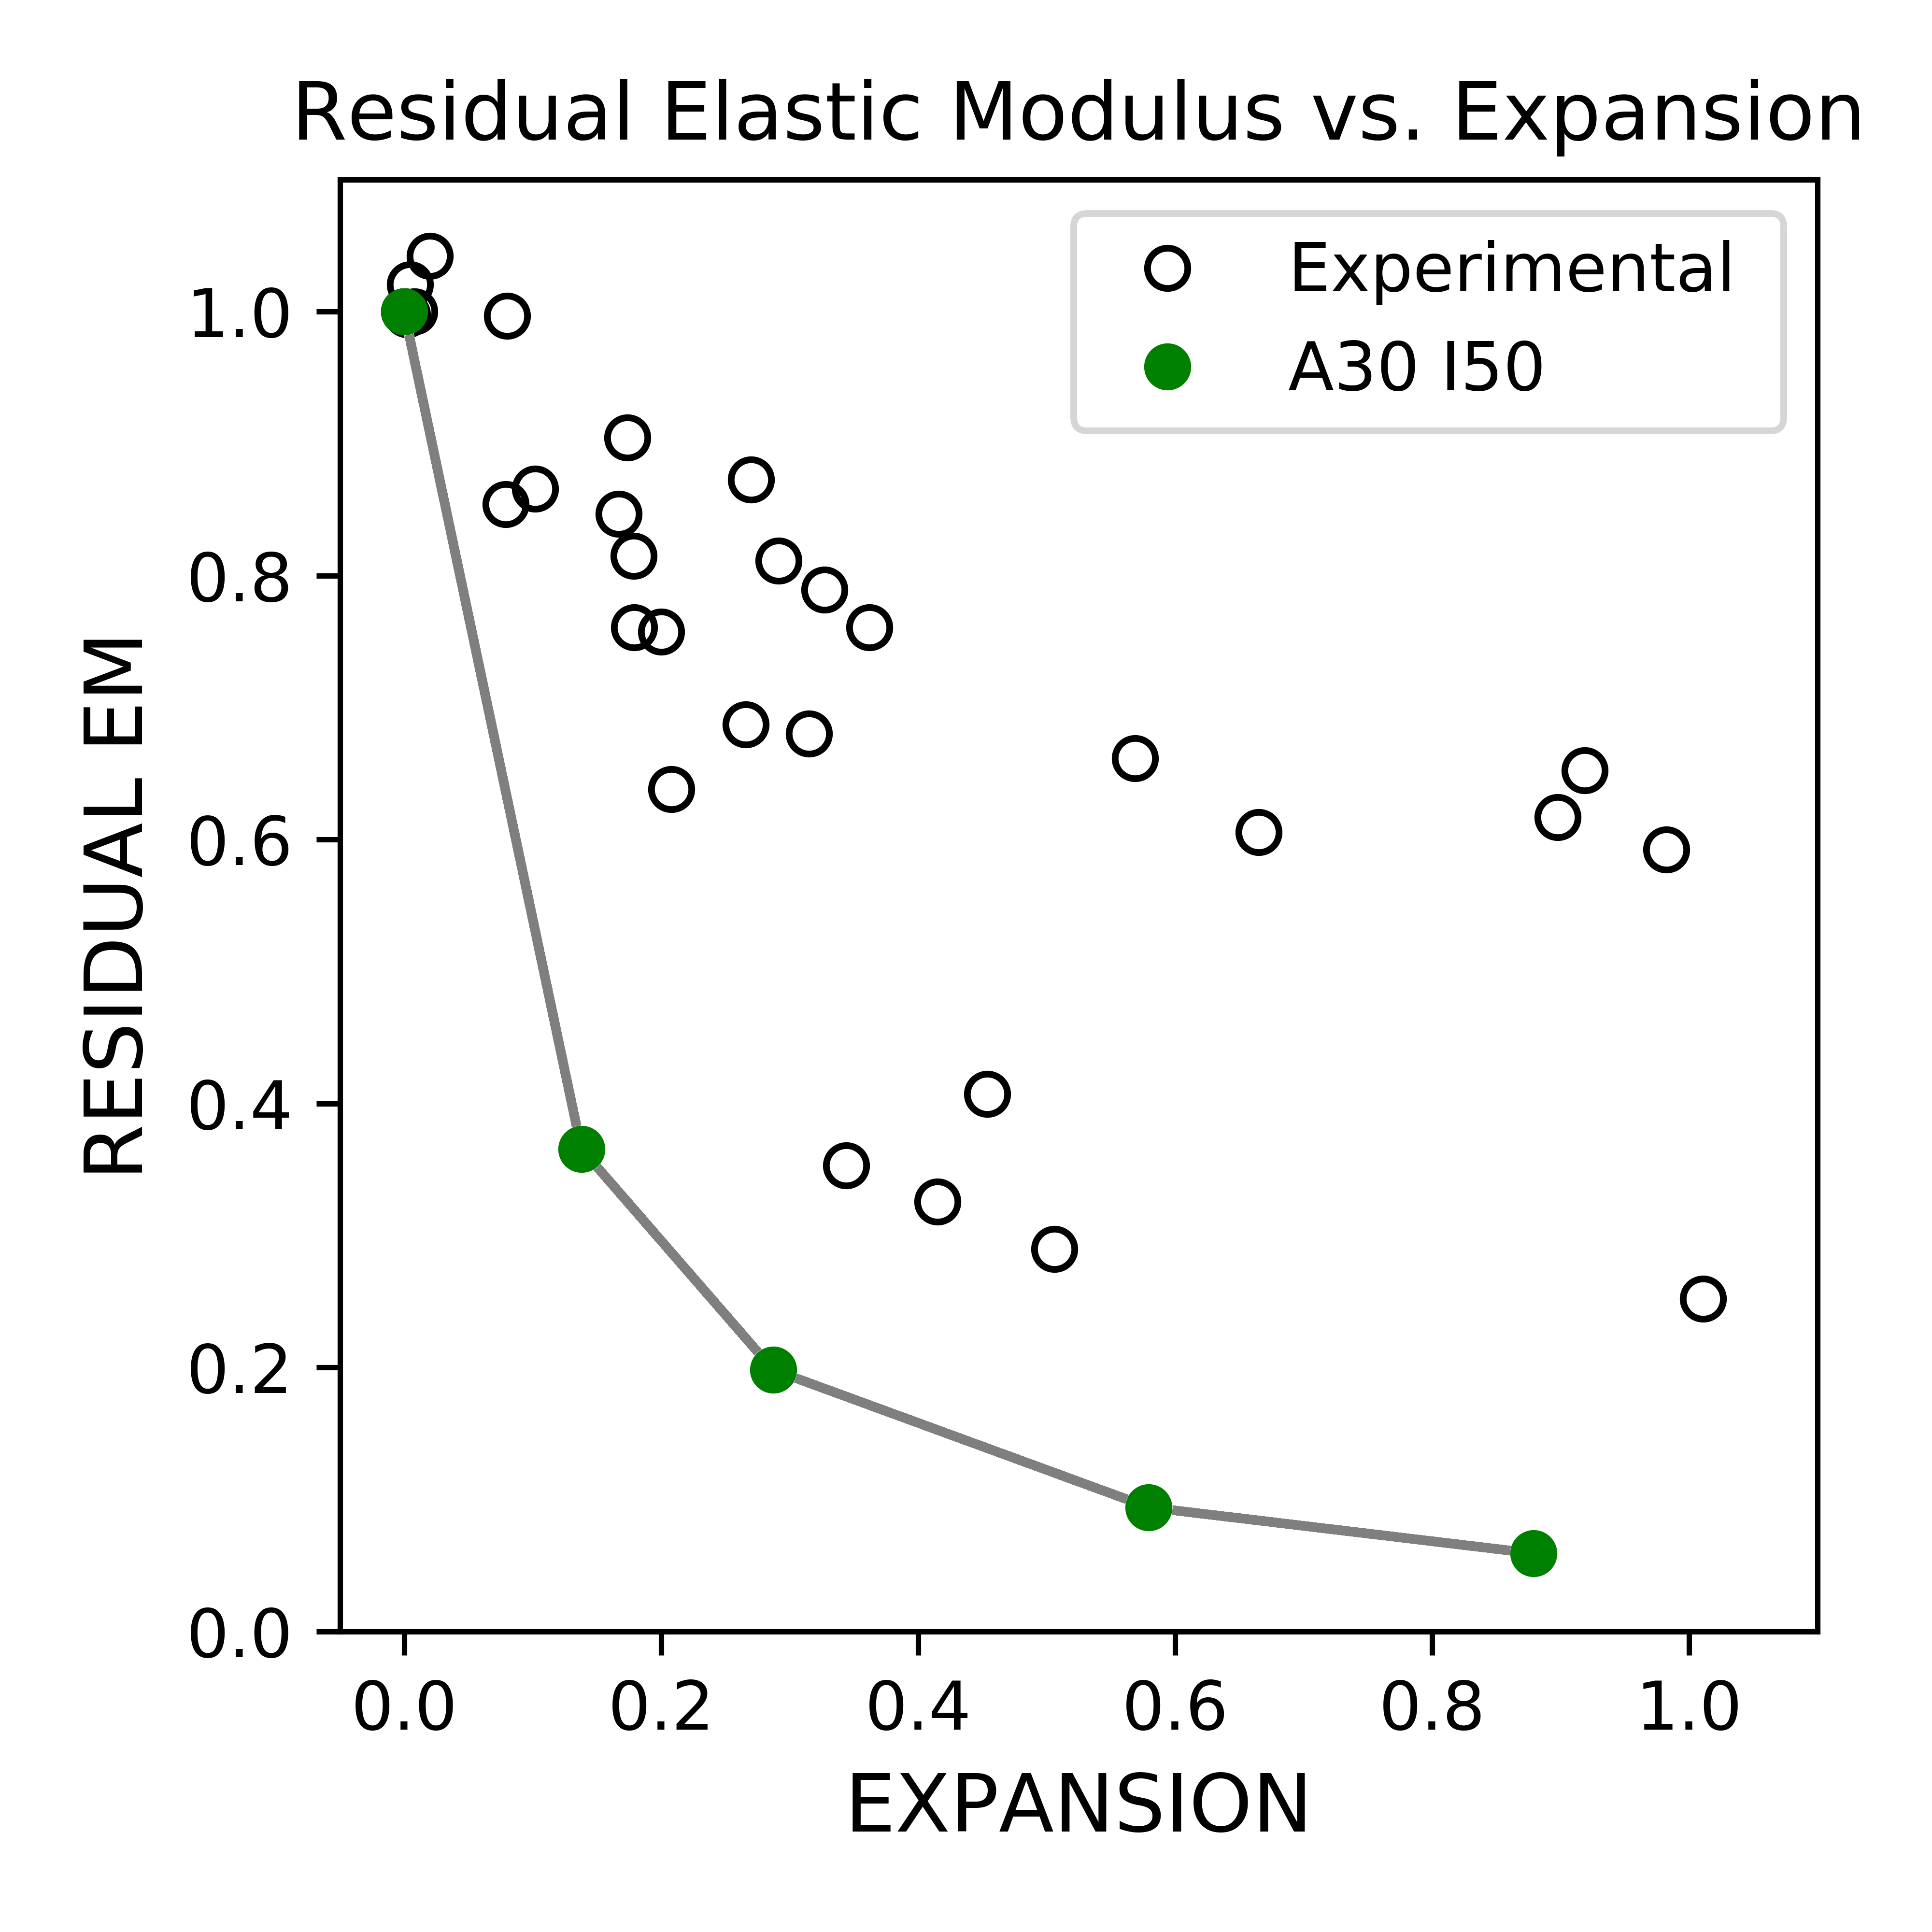 Residual Elastic Modulus vs. Expansion
Experimental
A30 I50
RESIDUAL EM
1.0
0.8
0.6
0.4
0.2
0.0
0.0 0.2 0.4 0.6 0.8 1.0
EXPANSION